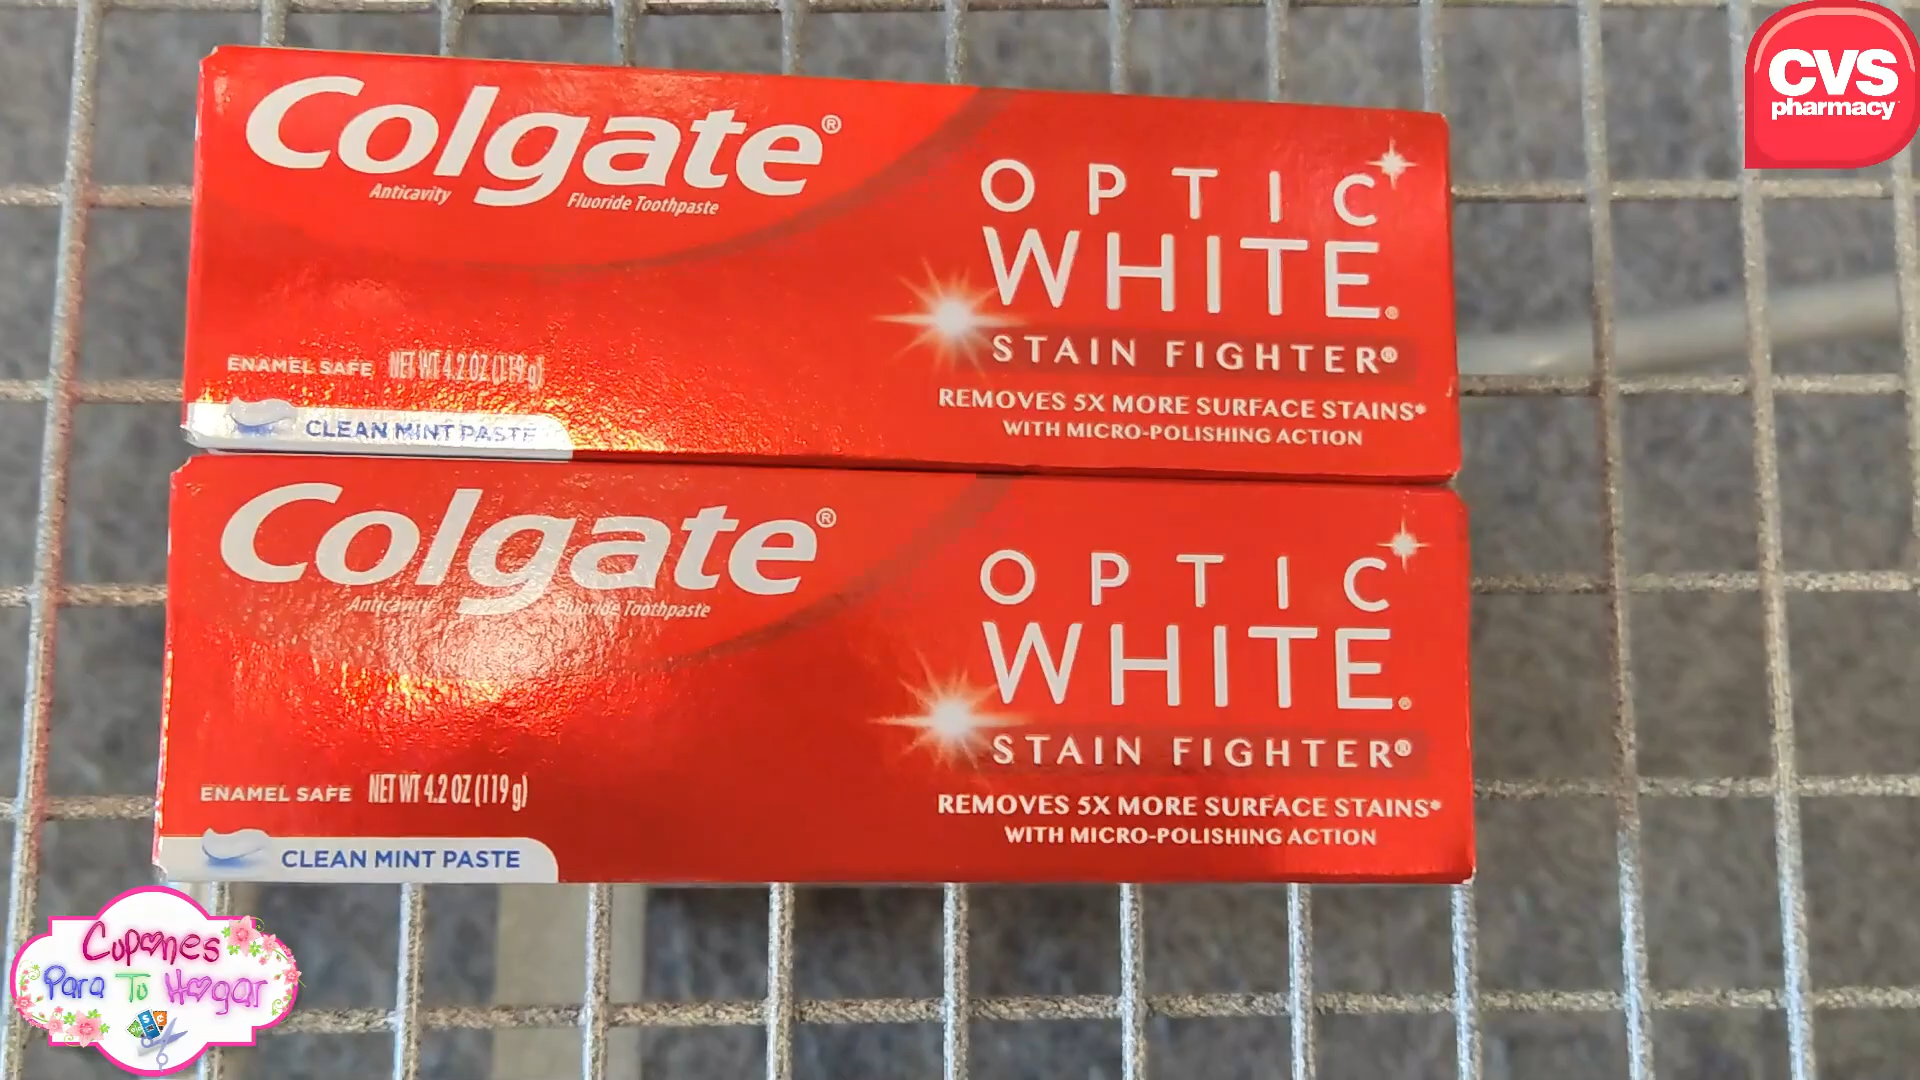 CVS
pharmacy
Colgate®
Anticavity Fluoride Toothpaste
OPTIC
WHITE®
STAIN FIGHTER®
REMOVES 5X MORE SURFACE STAINS*
WITH MICRO-POLISHING ACTION
ENAMEL SAFE NET WT 4.2 OZ (119 g)
CLEAN MINT PASTE
Colgate®
Anticavity Fluoride Toothpaste
OPTIC
WHITE®
STAIN FIGHTER®
REMOVES 5X MORE SURFACE STAINS*
WITH MICRO-POLISHING ACTION
ENAMEL SAFE NET WT 4.2 OZ (119 g)
CLEAN MINT PASTE
Cupones
Para Tu Hogar